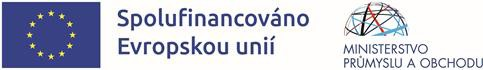 Spolufinancováno
Evropskou unií
MINISTERSTVO
PRŮMYSLU A OBCHODU